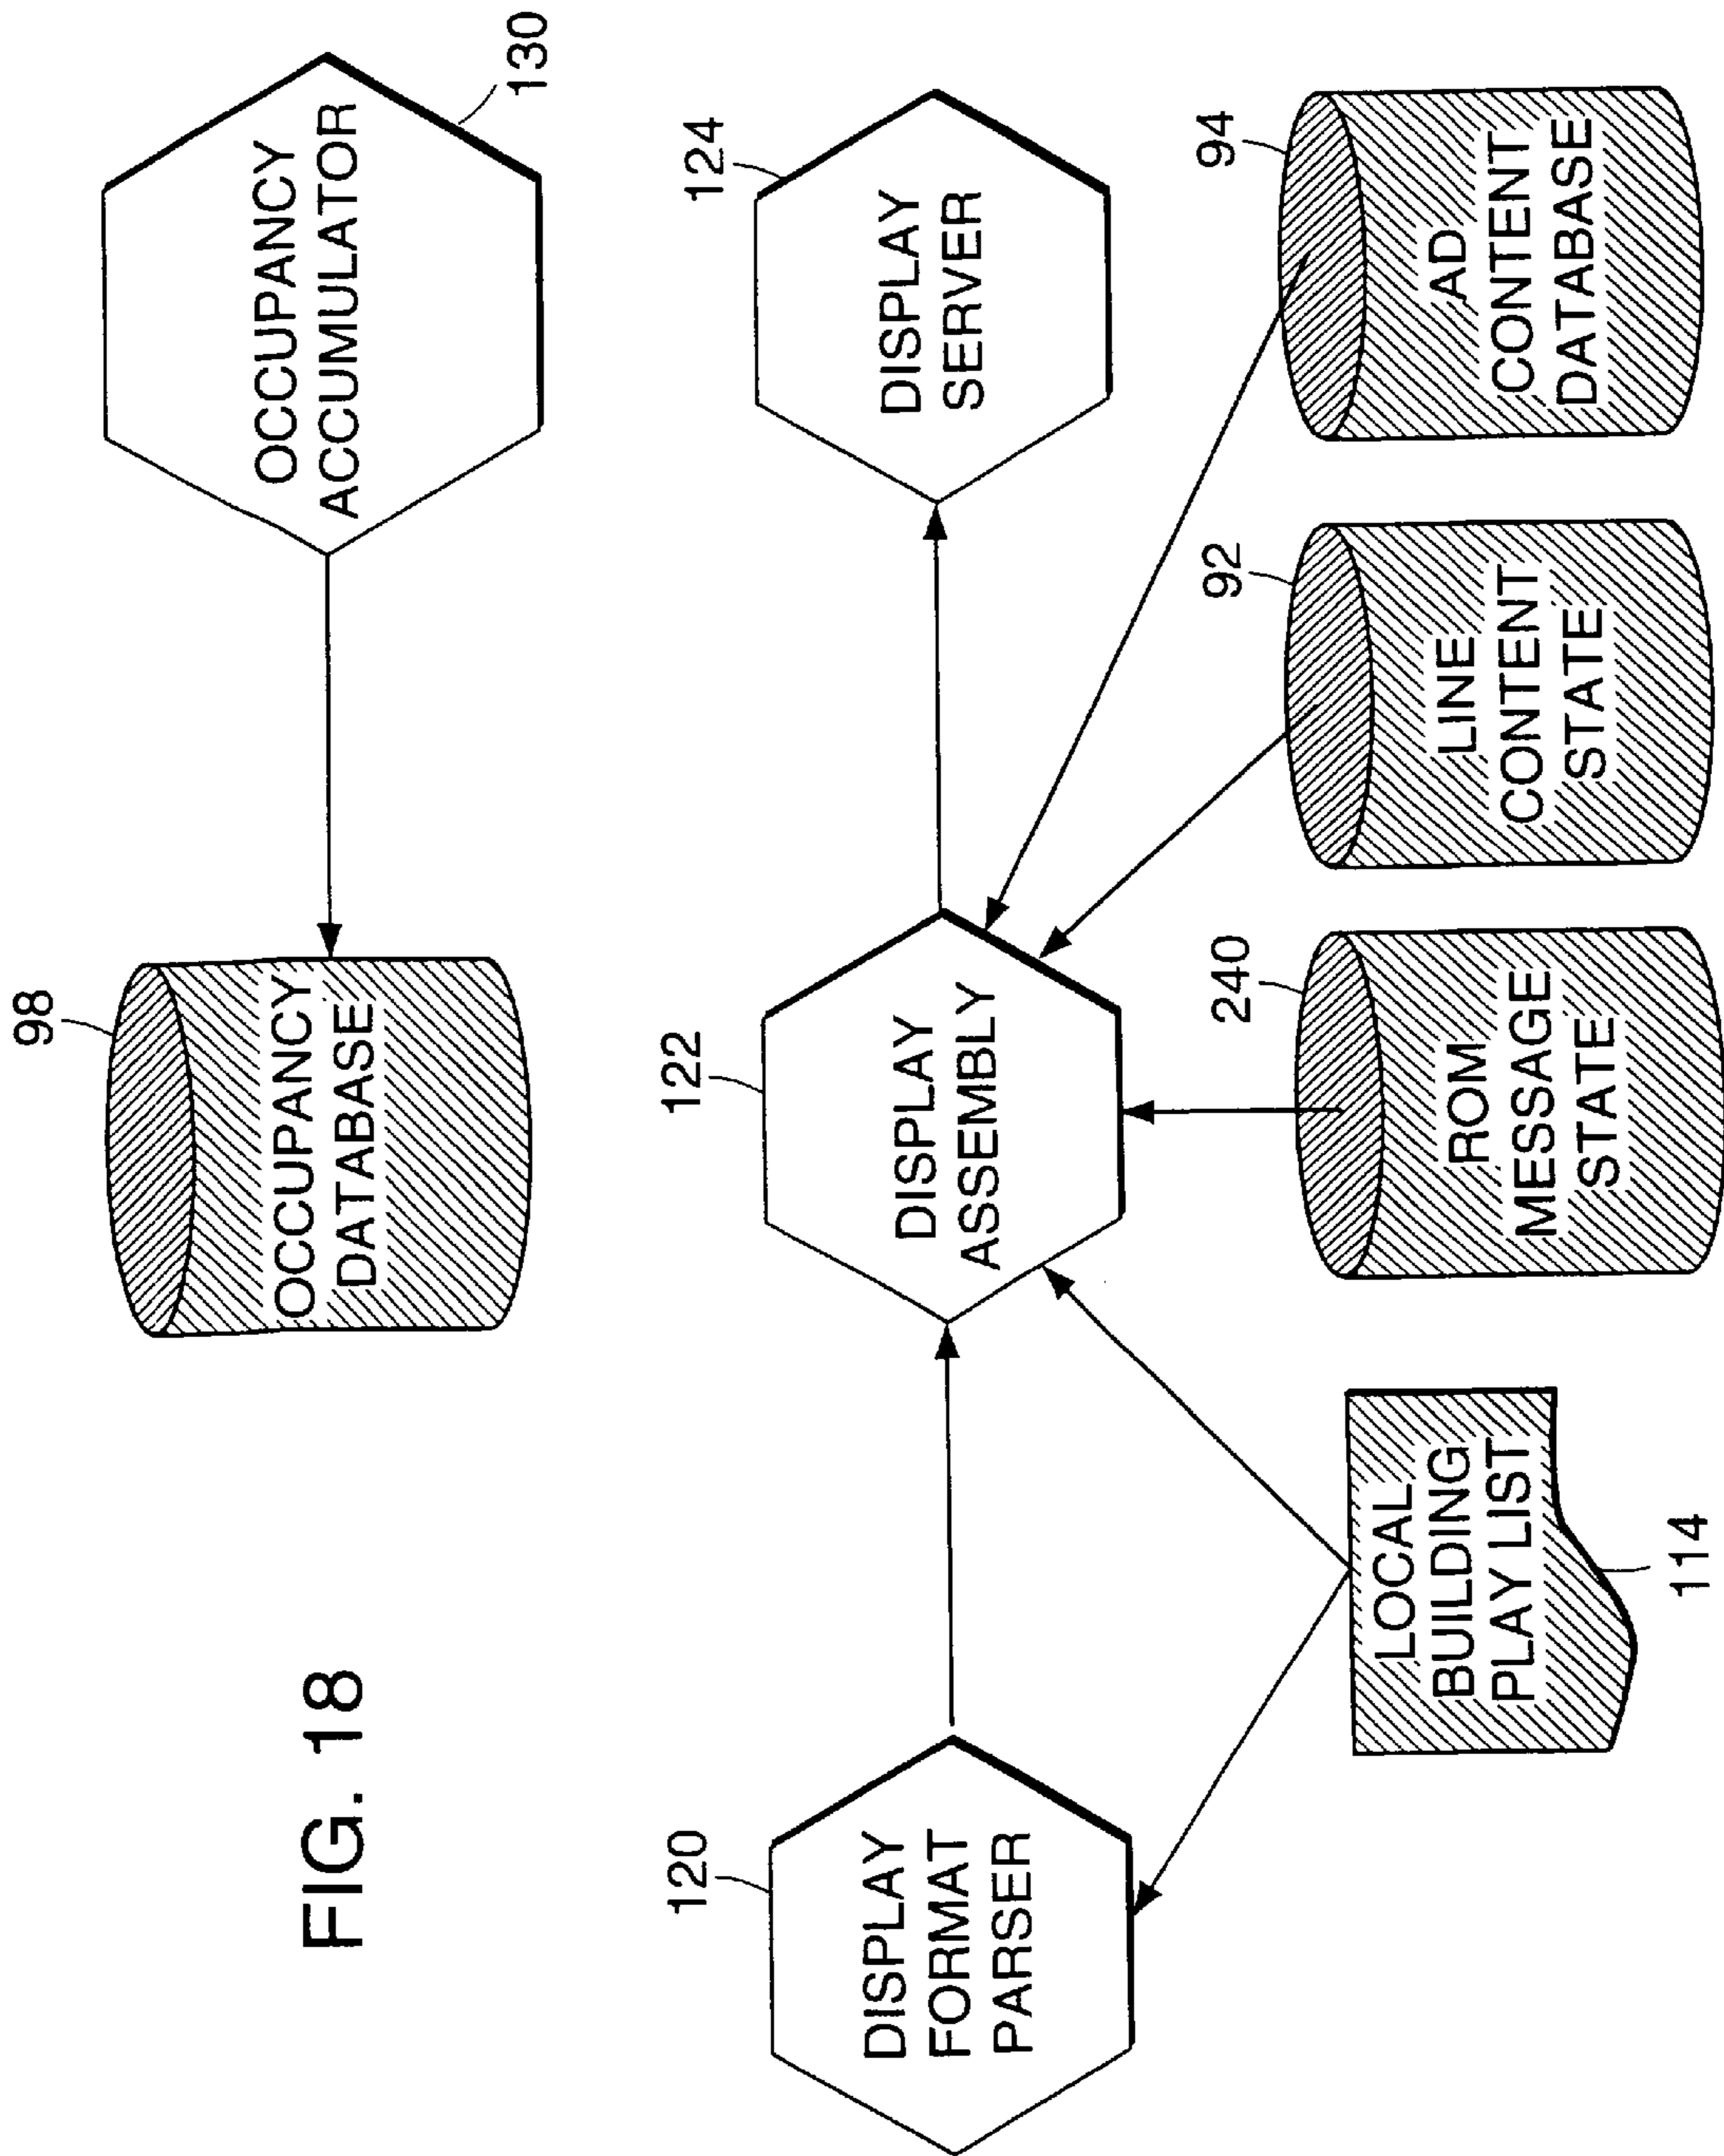 FIG. 18
98
OCCUPANCY
DATABASE
OCCUPANCY
ACCUMULATOR
130
120
DISPLAY
FORMAT
PARSER
122
DISPLAY
ASSEMBLY
124
DISPLAY
SERVER
LOCAL
BUILDING
PLAY LIST
114
240
ROM
MESSAGE
STATE
92
LINE
CONTENT
STATE
94
AD
CONTENT
DATABASE